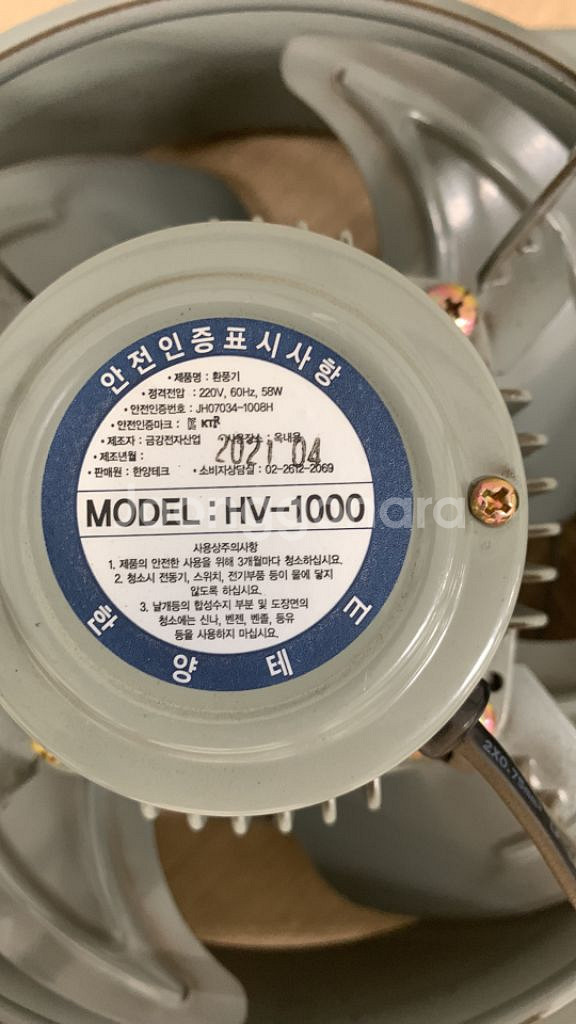 안전인증표시사항
• 제품명 : 환풍기
• 정격전압 : 220V, 60Hz, 58W
• 안전인증번호 : JH07034-1008H
• 안전인증마크 : KTR
• 제조자 : 금강전자산업 • 사용장소 : 옥내용
• 제조년월 : 2021 04
• 판매원 : 한양테크 • 소비자상담실 : 02-2612-2069
MODEL : HV-1000
사용상주의사항
1. 제품의 안전한 사용을 위해 3개월마다 청소하십시요.
2. 청소시 전동기, 스위치, 전기부품 등이 물에 닿지
않도록 하십시요.
3. 날개등의 합성수지 부분 및 도장면의
청소에는 신나, 벤젠, 벤졸, 등유
등을 사용하지 마십시요.
한양테크
2X0.75